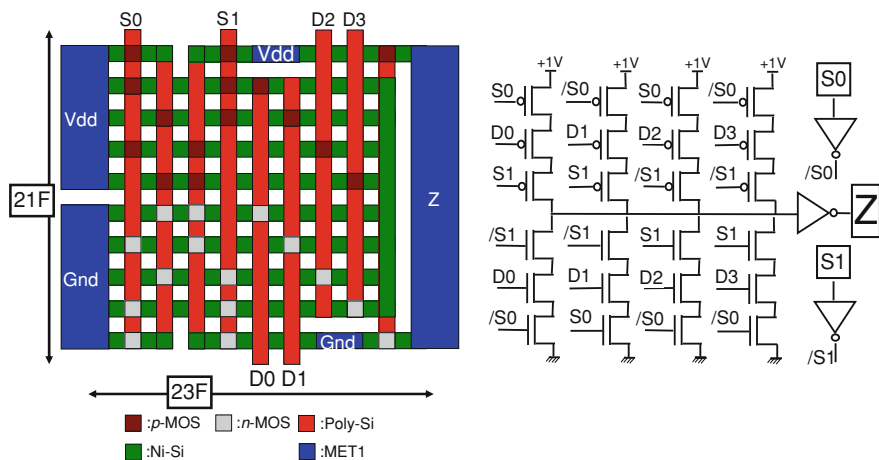 S0 S1 D2 D3
Vdd
Vdd
21F
Gnd
Gnd
Z
D0 D1
23F
:p-MOS :n-MOS :Poly-Si
:Ni-Si :MET1
+1V +1V +1V +1V
S0 /S0 S0 /S0
D0 D1 D2 D3
S1 S1 /S1 /S1
/S1 /S1 S1 S1
D0 D1 D2 D3
/S0 S0 /S0 S0
S0
/S0
Z
S1
/S1